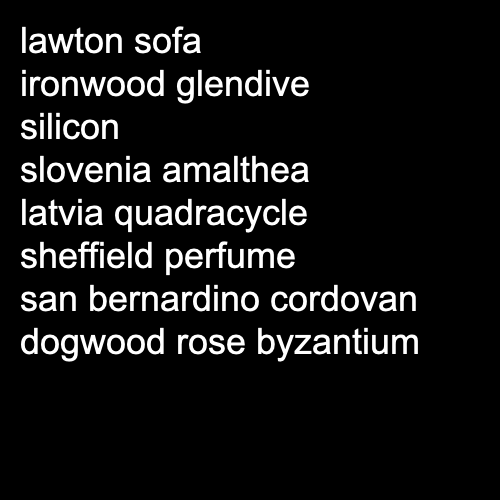 lawton sofa
ironwood glendive
silicon
slovenia amalthea
latvia quadracycle
sheffield perfume
san bernardino cordovan
dogwood rose byzantium